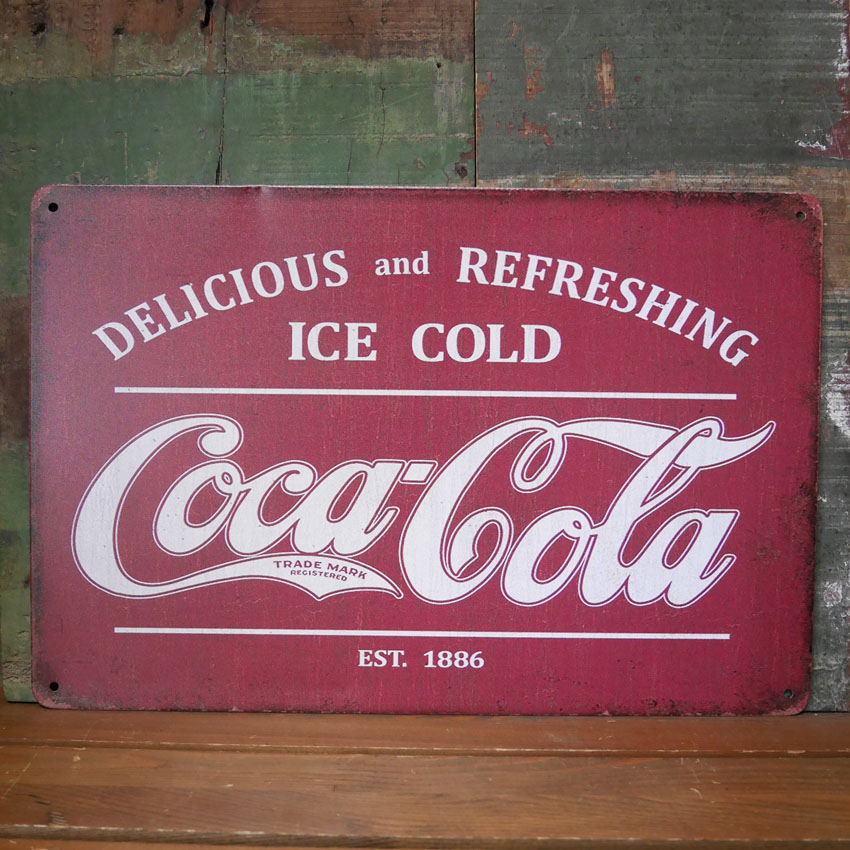 DELICIOUS and REFRESHING
ICE COLD
Coca-Cola
TRADE MARK
REGISTERED
EST. 1886